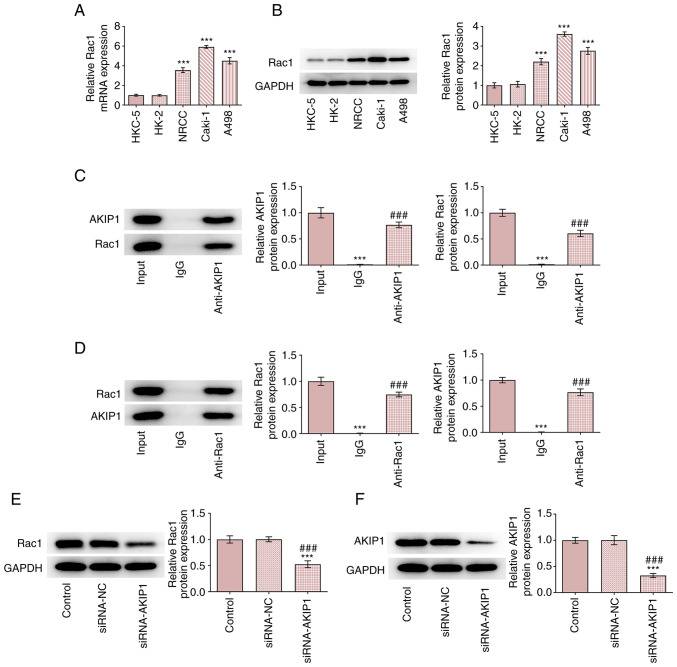 A
Relative Rac1
mRNA expression
8
6
4
2
0
***
***
***
HKC-5
HK-2
NRCC
Caki-1
A498
B
Rac1
GAPDH
HKC-5
HK-2
NRCC
Caki-1
A498
Relative Rac1
protein expression
4
3
2
1
0
***
***
***
HKC-5
HK-2
NRCC
Caki-1
A498
C
AKIP1
Rac1
Input
IgG
Anti-AKIP1
Relative AKIP1
protein expression
1.5
1.0
0.5
0.0
***
###
Input
IgG
Anti-AKIP1
Relative Rac1
protein expression
1.5
1.0
0.5
0.0
***
###
Input
IgG
Anti-AKIP1
D
Rac1
AKIP1
Input
IgG
Anti-Rac1
Relative Rac1
protein expression
1.5
1.0
0.5
0.0
***
###
Input
IgG
Anti-Rac1
Relative AKIP1
protein expression
1.5
1.0
0.5
0.0
***
###
Input
IgG
Anti-Rac1
E
Rac1
GAPDH
Control
siRNA-NC
siRNA-AKIP1
Relative Rac1
protein expression
1.5
1.0
0.5
0.0
###
***
Control
siRNA-NC
siRNA-AKIP1
F
AKIP1
GAPDH
Control
siRNA-NC
siRNA-AKIP1
Relative AKIP1
protein expression
1.5
1.0
0.5
0.0
###
***
Control
siRNA-NC
siRNA-AKIP1